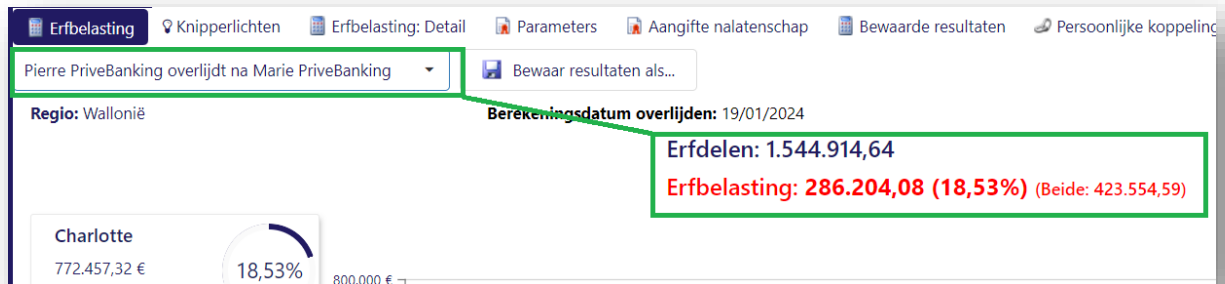 Erfbelasting Knipperlichten Erfbelasting: Detail Parameters Aangifte nalatenschap Bewaarde resultaten Persoonlijke koppeling
Pierre PriveBanking overlijdt na Marie PriveBanking Bewaar resultaten als...
Regio: Wallonië Berekeningsdatum overlijden: 19/01/2024
Erfdelen: 1.544.914,64
Erfbelasting: 286.204,08 (18,53%) (Beide: 423.554,59)
Charlotte
772.457,32 € 18,53%
800.000 €